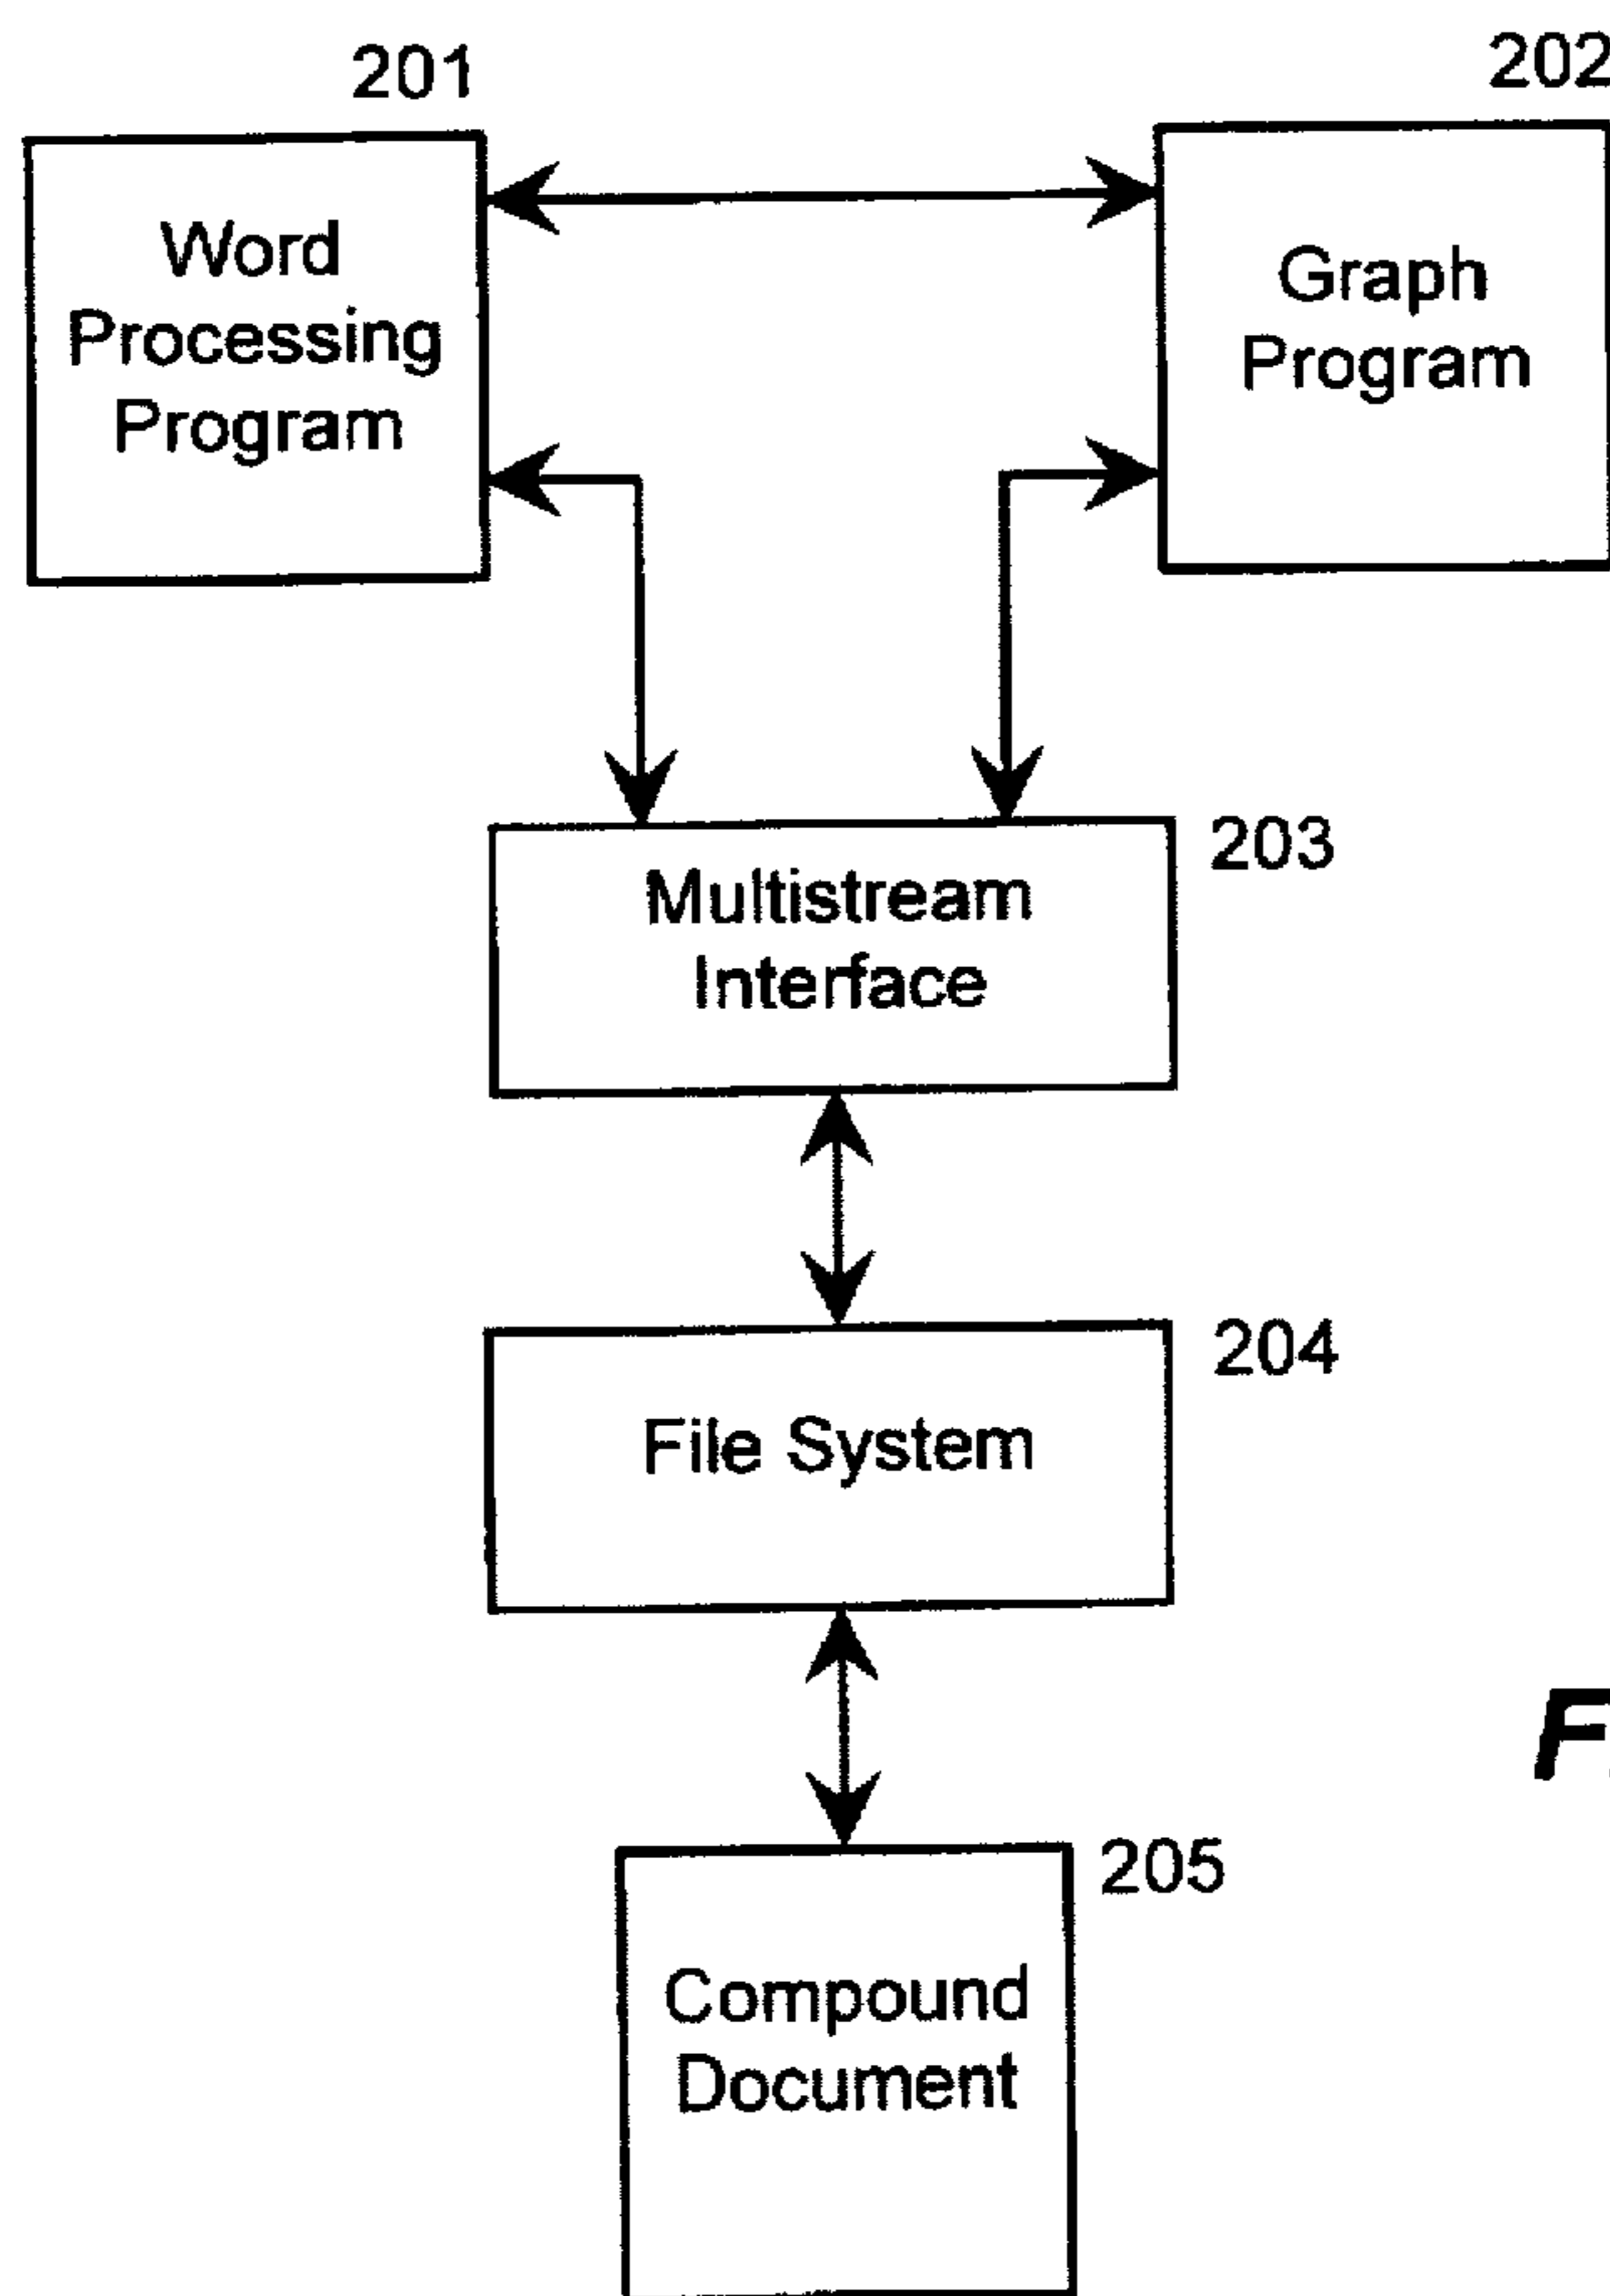 201
202
Word
Processing
Program
Graph
Program
203
Multistream
Interface
204
File System
205
Compound
Document